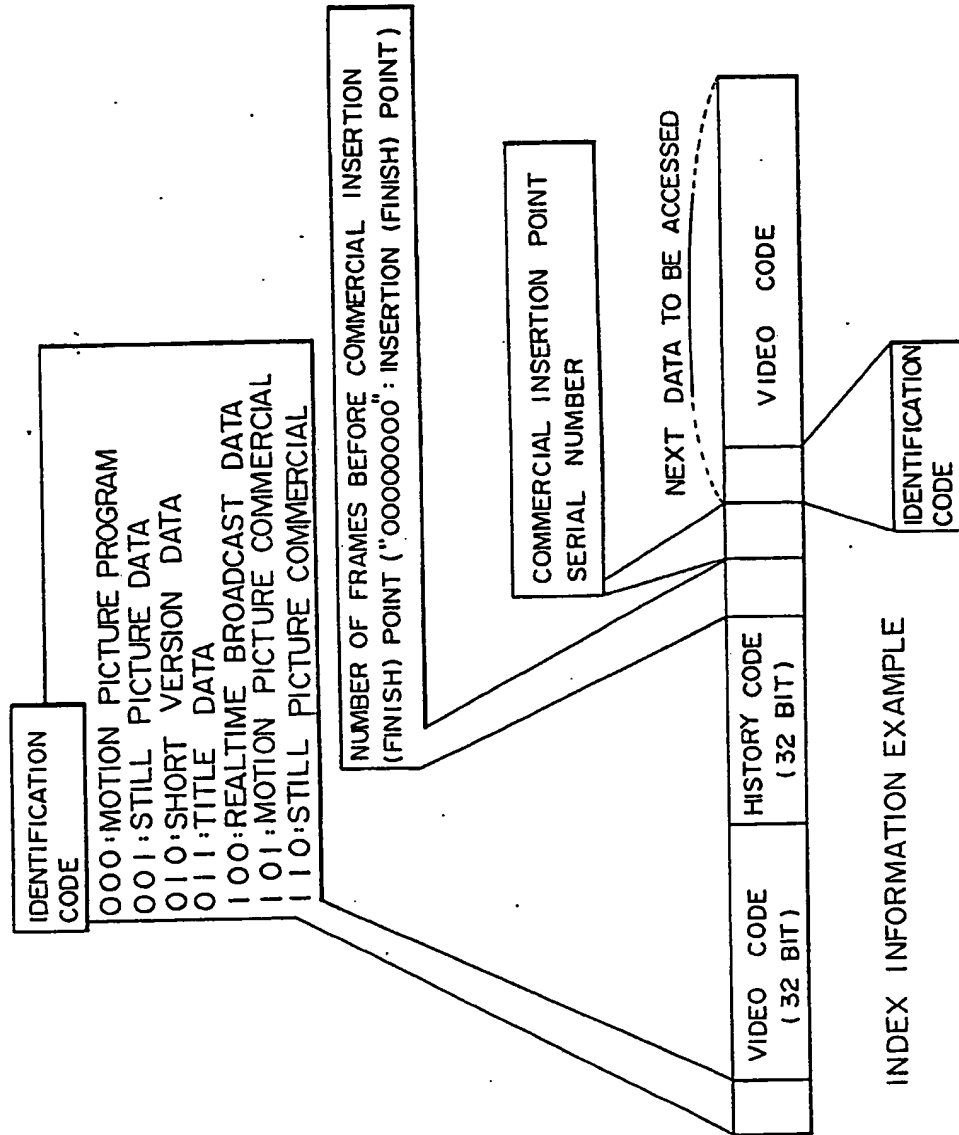 IDENTIFICATION
CODE
000:MOTION PICTURE PROGRAM
001:STILL PICTURE DATA
010:SHORT VERSION DATA
011:TITLE DATA
100:REALTIME BROADCAST DATA
101:MOTION PICTURE COMMERCIAL
110:STILL PICTURE COMMERCIAL
NUMBER OF FRAMES BEFORE COMMERCIAL INSERTION
(FINISH) POINT ("00000000": INSERTION (FINISH) POINT)
COMMERCIAL INSERTION POINT
SERIAL NUMBER
NEXT DATA TO BE ACCESSED
VIDEO CODE
(32 BIT)
HISTORY CODE
(32 BIT)
VIDEO CODE
IDENTIFICATION
CODE
INDEX INFORMATION EXAMPLE